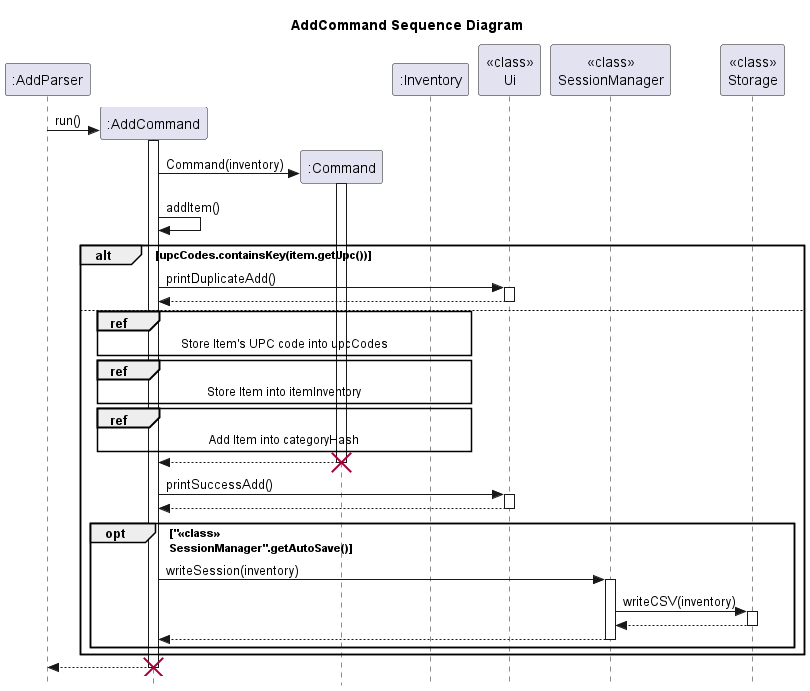 AddCommand Sequence Diagram
:AddParser
:Inventory
«class»
Ui
«class»
SessionManager
«class»
Storage
run()
:AddCommand
Command(inventory)
:Command
addItem()
alt
[upcCodes.containsKey(item.getUpc())]
printDuplicateAdd()
ref
Store Item's UPC code into upcCodes
ref
Store Item into itemInventory
ref
Add Item into categoryHash
printSuccessAdd()
opt
["«class»
SessionManager".getAutoSave()]
writeSession(inventory)
writeCSV(inventory)